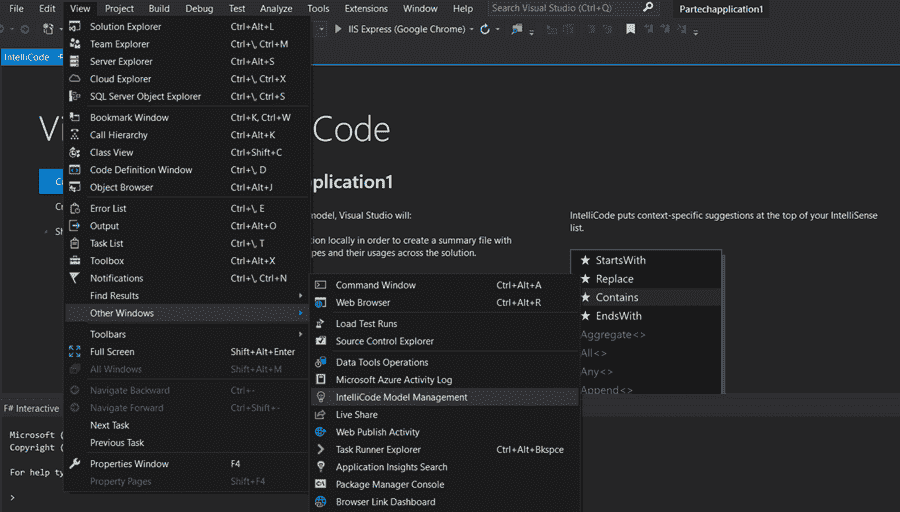 File Edit View Project Build Debug Test Analyze Tools Extensions Window Help Search Visual Studio (Ctrl+Q) Partechapplication1
IIS Express (Google Chrome)
IntelliCode
Solution Explorer Ctrl+Alt+L
Team Explorer Ctrl+\, Ctrl+M
Server Explorer Ctrl+Alt+S
Cloud Explorer Ctrl+\, Ctrl+X
SQL Server Object Explorer Ctrl+\, Ctrl+S
Bookmark Window Ctrl+K, Ctrl+W
Call Hierarchy Ctrl+Alt+K
Class View Ctrl+Shift+C
Code Definition Window Ctrl+\, D
Object Browser Ctrl+Alt+J
Error List Ctrl+\, E
Output Ctrl+Alt+O
Task List Ctrl+\, T
Toolbox Ctrl+Alt+X
Notifications Ctrl+\, Ctrl+N
Find Results
Other Windows
Toolbars
Full Screen Shift+Alt+Enter
All Windows Shift+Alt+M
Navigate Backward Ctrl+-
Navigate Forward Ctrl+Shift+-
Next Task
Previous Task
Properties Window F4
Property Pages Shift+F4
Command Window Ctrl+Alt+A
Web Browser Ctrl+Alt+R
Load Test Runs
Source Control Explorer
Data Tools Operations
Microsoft Azure Activity Log
IntelliCode Model Management
Live Share
Web Publish Activity
Task Runner Explorer Ctrl+Alt+Bkspce
Application Insights Search
Package Manager Console
Browser Link Dashboard
Code
plication1
model, Visual Studio will:
locally in order to create a summary file with
and their usages across the solution.
IntelliCode puts context-specific suggestions at the top of your IntelliSense
list.
★ StartsWith
★ Replace
★ Contains
★ EndsWith
Aggregate<>
All<>
Any<>
Append<>
F# Interactive
Microsoft (
Copyright (
For help ty
>